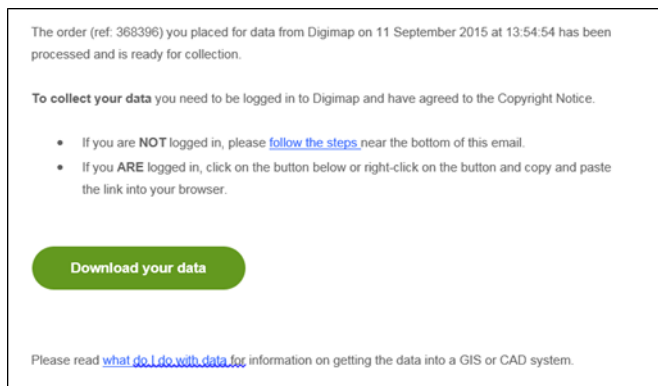 The order (ref: 368396) you placed for data from Digimap on 11 September 2015 at 13:54:54 has been
processed and is ready for collection.
To collect your data you need to be logged in to Digimap and have agreed to the Copyright Notice.
• If you are NOT logged in, please follow the steps near the bottom of this email.
• If you ARE logged in, click on the button below or right-click on the button and copy and paste
the link into your browser.
Download your data
Please read what do I do with data for information on getting the data into a GIS or CAD system.